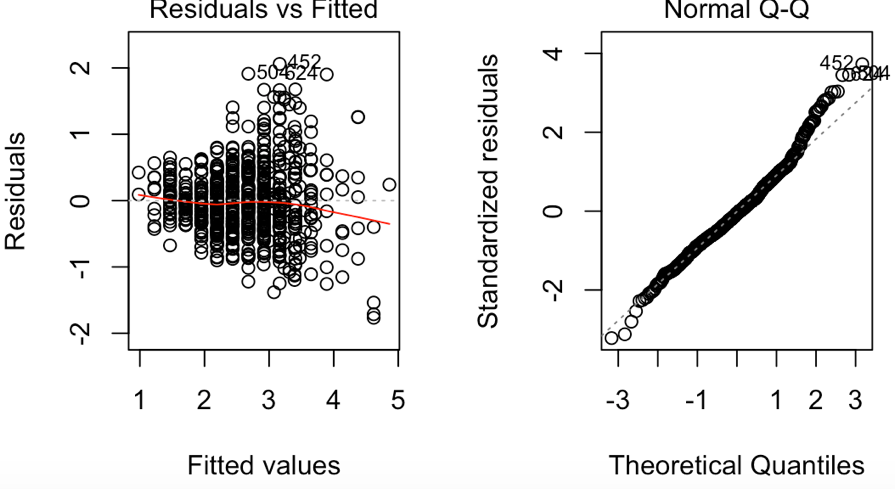 Residuals vs Fitted
Residuals
2
1
0
-1
-2
452
504
624
1 2 3 4 5
Fitted values
Normal Q-Q
Standardized residuals
4
2
0
-2
452
-3 -1 1 2 3
Theoretical Quantiles